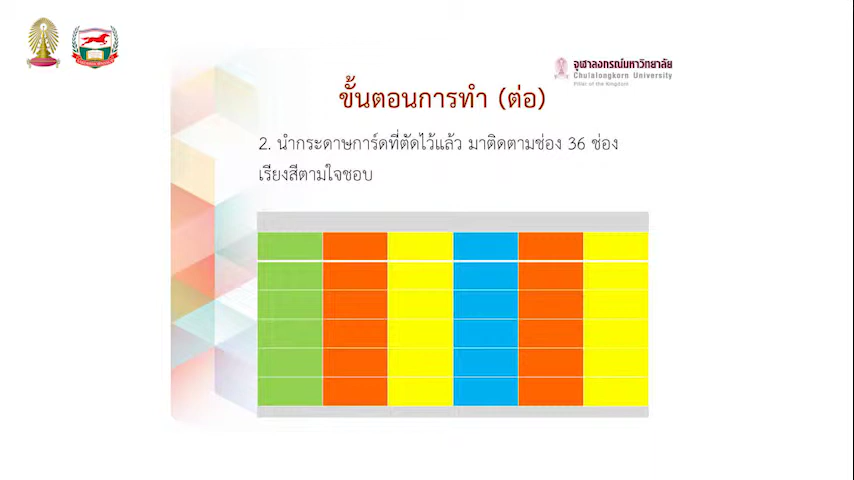 จุฬาลงกรณ์มหาวิทยาลัย
Chulalongkorn University
Pillar of the Kingdom
ขั้นตอนการทำ (ต่อ)
2. นำกระดาษการ์ดที่ตัดไว้แล้ว มาติดตามช่อง 36 ช่อง
เรียงสีตามใจชอบ